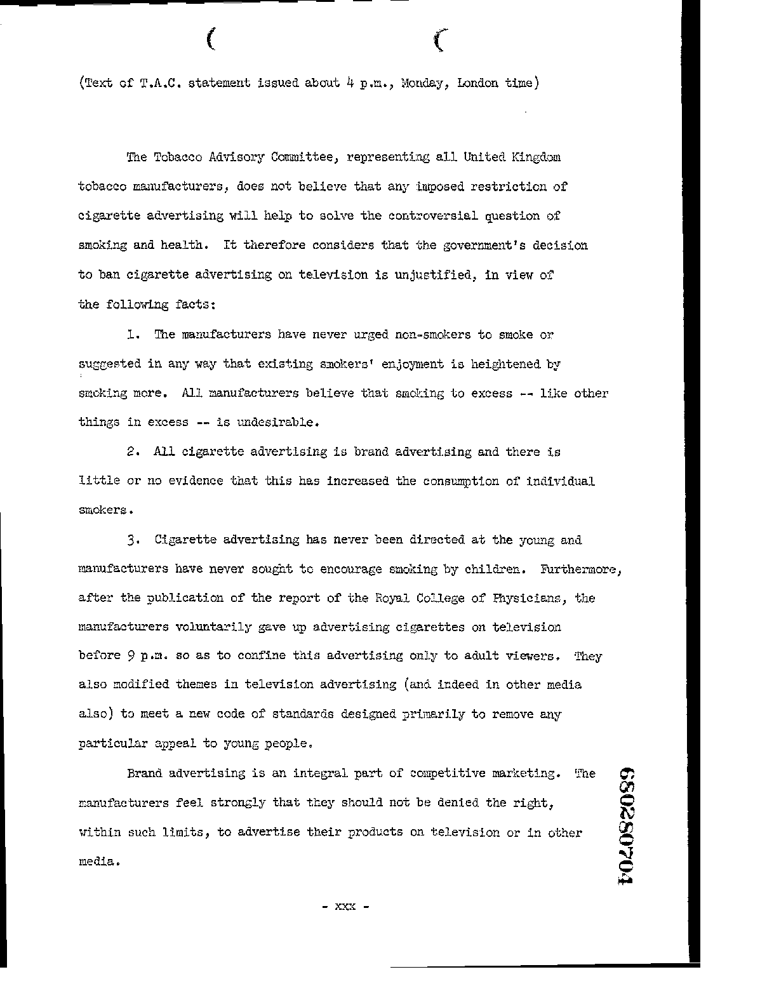 (Text of T.A.C. statement issued about 4 p.m., Monday, London time)
The Tobacco Advisory Committee, representing all United Kingdom
tobacco manufacturers, does not believe that any imposed restriction of
cigarette advertising will help to solve the controversial question of
smoking and health. It therefore considers that the government's decision
to ban cigarette advertising on television is unjustified, in view of
the following facts:
1. The manufacturers have never urged non-smokers to smoke or
suggested in any way that existing smokers' enjoyment is heightened by
smoking more. All manufacturers believe that smoking to excess -- like other
things in excess -- is undesirable.
2. All cigarette advertising is brand advertising and there is
little or no evidence that this has increased the consumption of individual
smokers.
3. Cigarette advertising has never been directed at the young and
manufacturers have never sought to encourage smoking by children. Furthermore,
after the publication of the report of the Royal College of Physicians, the
manufacturers voluntarily gave up advertising cigarettes on television
before 9 p.m. so as to confine this advertising only to adult viewers. They
also modified themes in television advertising (and indeed in other media
also) to meet a new code of standards designed primarily to remove any
particular appeal to young people.
Brand advertising is an integral part of competitive marketing. The
manufacturers feel strongly that they should not be denied the right,
within such limits, to advertise their products on television or in other
media.
- XXX -
680280704